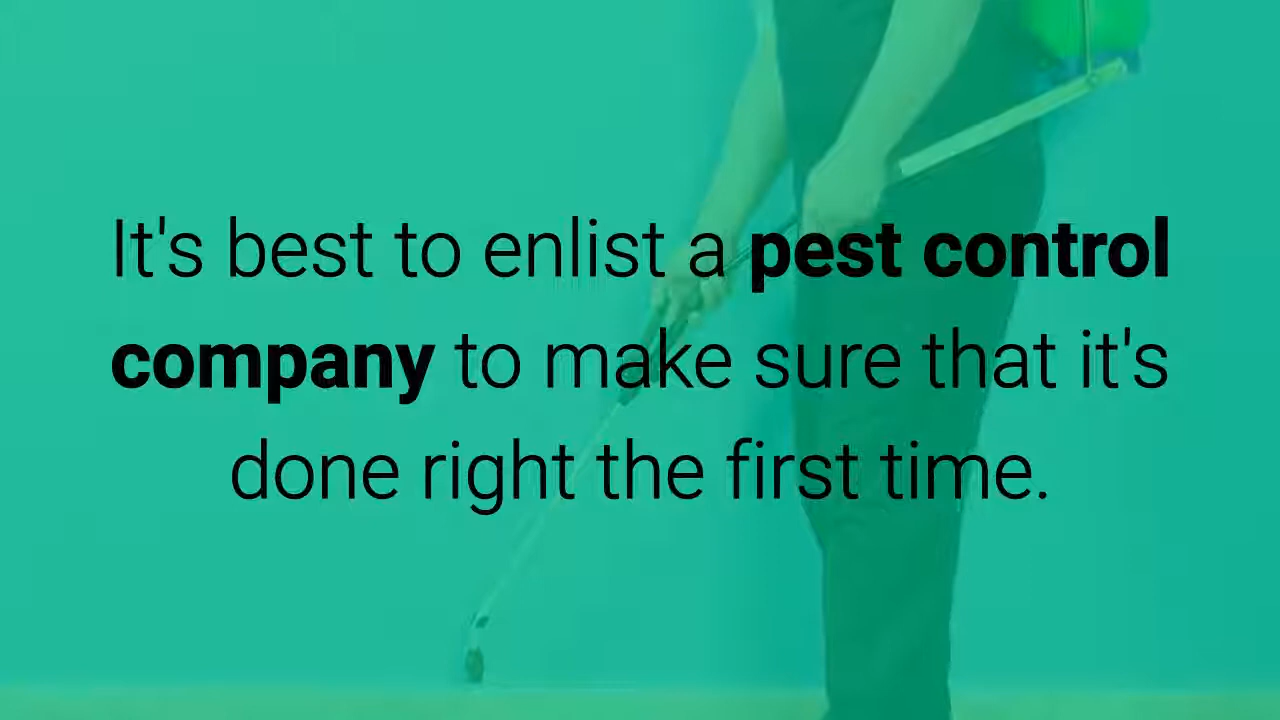 It's best to enlist a pest control
company to make sure that it's
done right the first time.